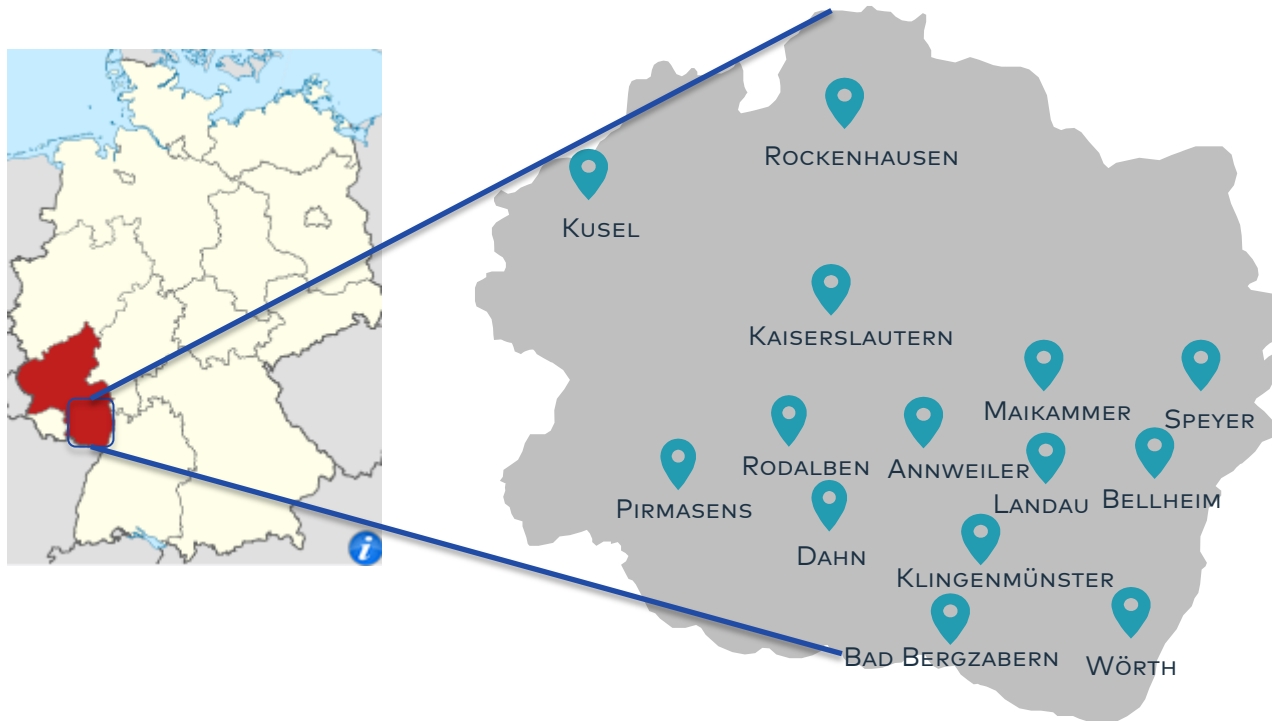 Rockenhausen
Kusel
Kaiserslautern
Maikammer
Speyer
Rodalben
Annweiler
Landau
Bellheim
Pirmasens
Dahn
Klingenmünster
Bad Bergzabern
Wörth
i